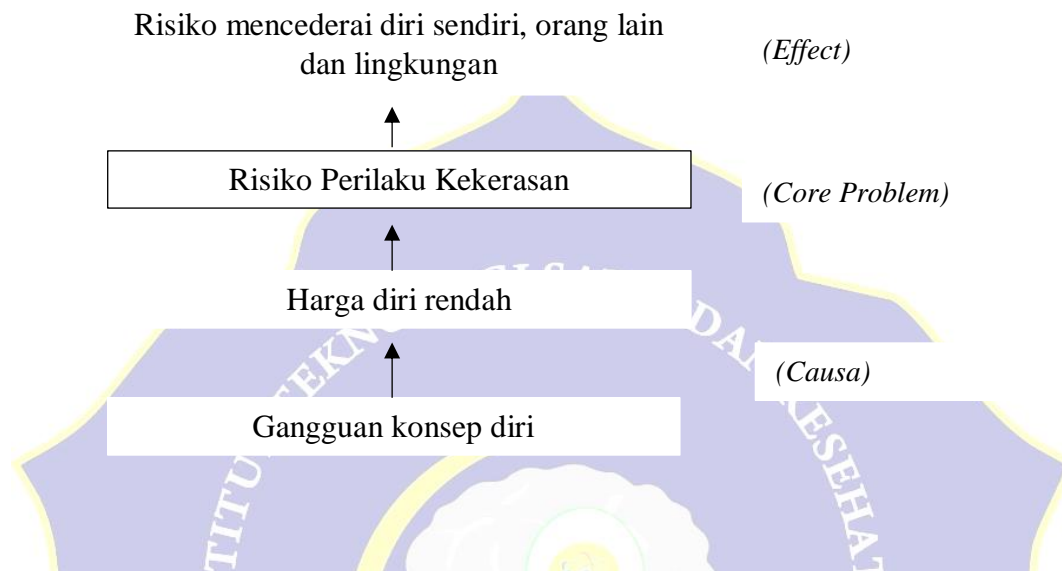 Risiko mencederai diri sendiri, orang lain
dan lingkungan
(Effect)
Risiko Perilaku Kekerasan
(Core Problem)
Harga diri rendah
(Causa)
Gangguan konsep diri
DAN